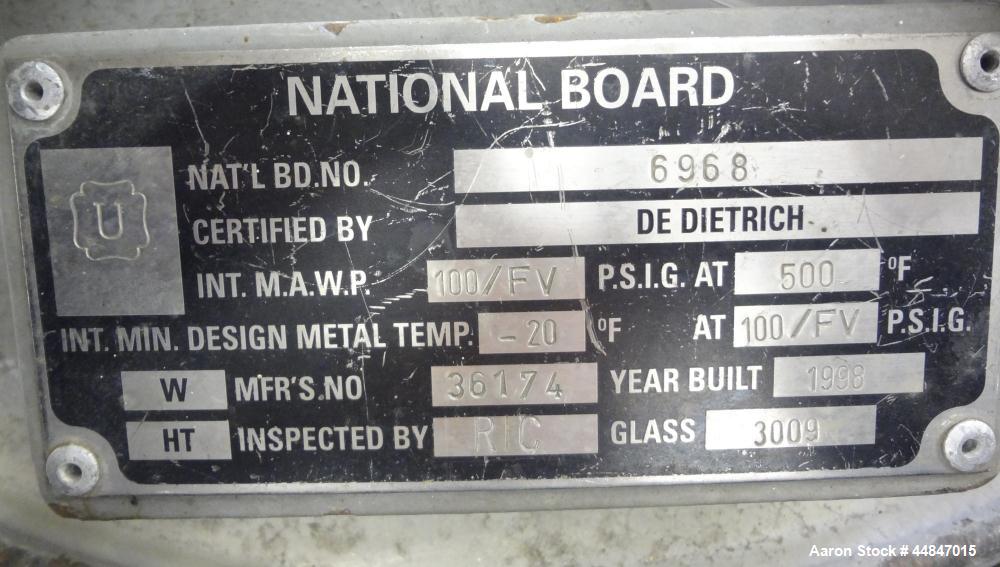 NATIONAL BOARD
U
NAT'L BD.NO. 6968
CERTIFIED BY DE DIETRICH
INT. M.A.W.P. 100/FV P.S.I.G. AT 500 °F
INT. MIN. DESIGN METAL TEMP. -20 °F AT 100/FV P.S.I.G.
W MFR'S.NO 36174 YEAR BUILT 1998
HT INSPECTED BY RIC GLASS 3009
Aaron Stock # 44847015